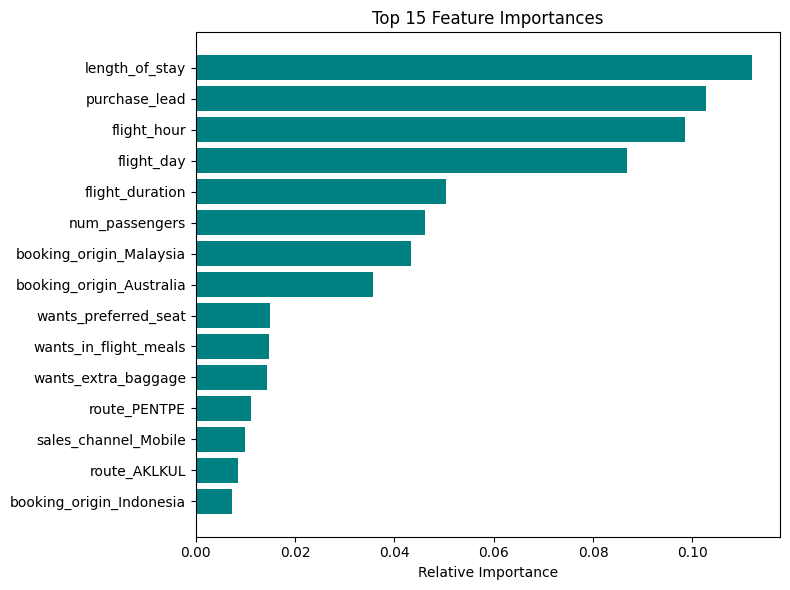 Top 15 Feature Importances
length_of_stay
purchase_lead
flight_hour
flight_day
flight_duration
num_passengers
booking_origin_Malaysia
booking_origin_Australia
wants_preferred_seat
wants_in_flight_meals
wants_extra_baggage
route_PENTPE
sales_channel_Mobile
route_AKLKUL
booking_origin_Indonesia
0.00 0.02 0.04 0.06 0.08 0.10
Relative Importance